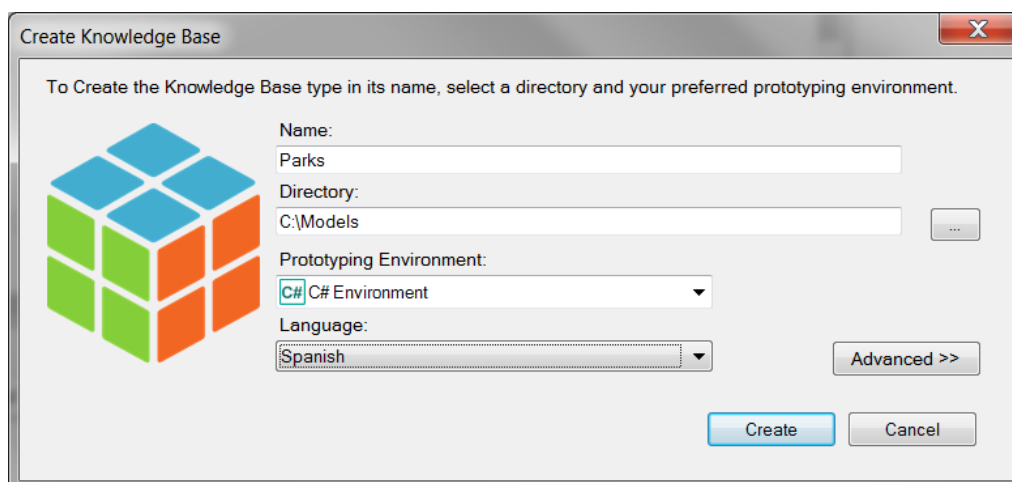 Create Knowledge Base
X
To Create the Knowledge Base type in its name, select a directory and your preferred prototyping environment.
Name:
Parks
Directory:
C:\Models
...
Prototyping Environment:
C# C# Environment
Language:
Spanish
Advanced >>
Create
Cancel